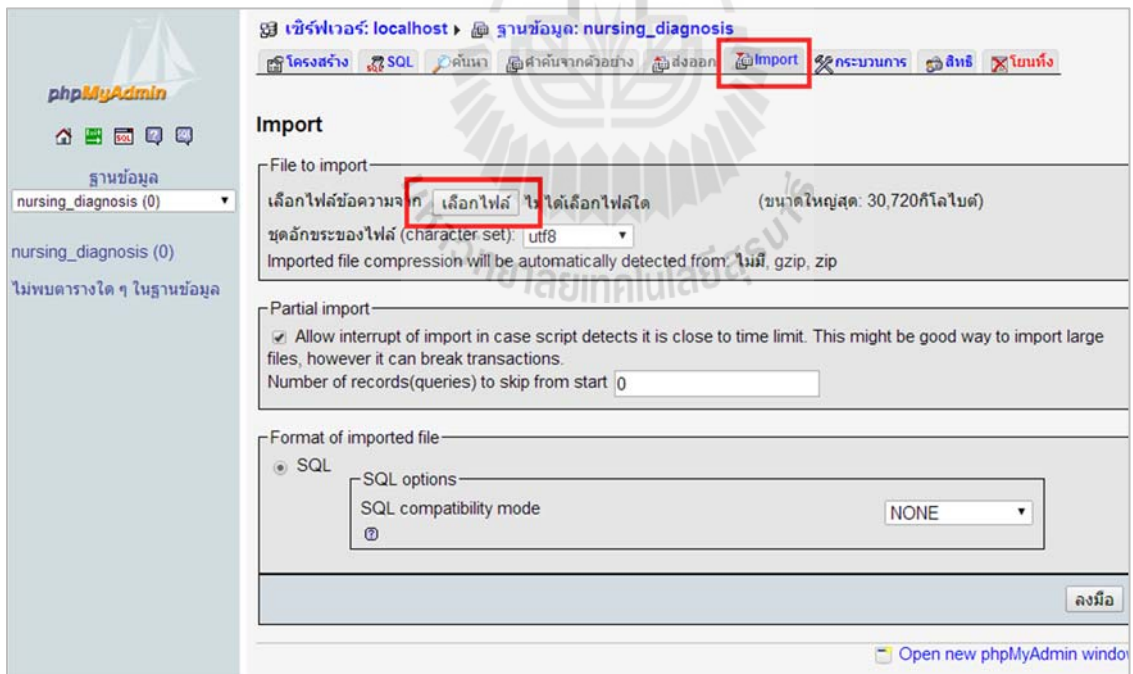 phpMyAdmin
ฐานข้อมูล
nursing_diagnosis (0)
nursing_diagnosis (0)
ไม่พบตารางใด ๆ ในฐานข้อมูล
เซิร์ฟเวอร์: localhost ▸ ฐานข้อมูล: nursing_diagnosis
โครงสร้าง SQL ค้นหา คำค้นจากตัวอย่าง ส่งออก Import กระบวนการ สิทธิ โยนทิ้ง
Import
File to import
เลือกไฟล์ข้อความจาก เลือกไฟล์ ไม่ได้เลือกไฟล์ใด (ขนาดใหญ่สุด: 30,720กิโลไบต์)
ชุดอักขระของไฟล์ (character set): utf8
Imported file compression will be automatically detected from: ไม่มี, gzip, zip
Partial import
Allow interrupt of import in case script detects it is close to time limit. This might be good way to import large
files, however it can break transactions.
Number of records(queries) to skip from start 0
Format of imported file
SQL
SQL options
SQL compatibility mode NONE
ลงมือ
Open new phpMyAdmin window